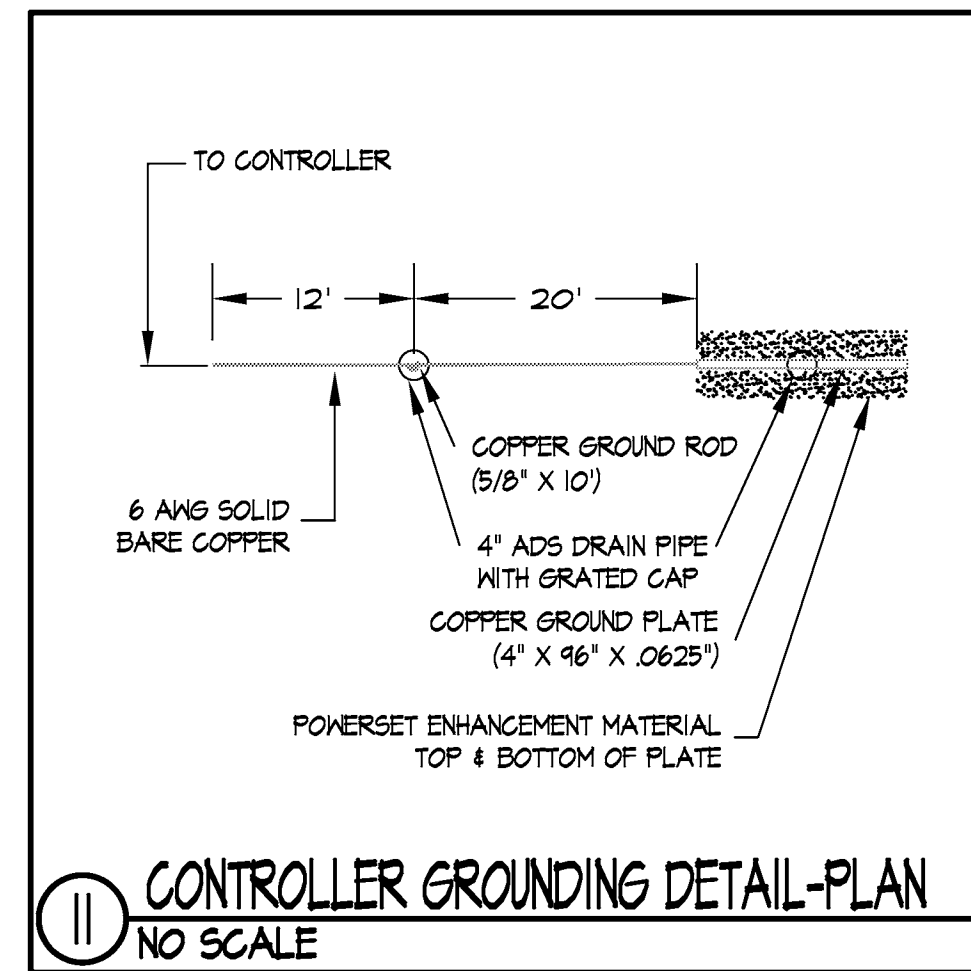 TO CONTROLLER
12'
20'
COPPER GROUND ROD
(5/8" X 10')
6 AWG SOLID
BARE COPPER
4" ADS DRAIN PIPE
WITH GRATED CAP
COPPER GROUND PLATE
(4" X 96" X .0625")
POWERSET ENHANCEMENT MATERIAL
TOP & BOTTOM OF PLATE
11
CONTROLLER GROUNDING DETAIL-PLAN
NO SCALE